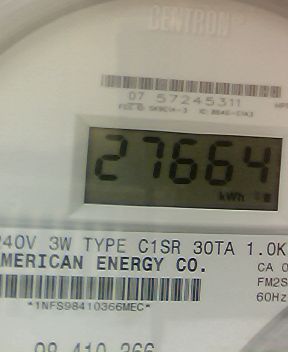 CENTRON
07 57245311
27664
kWh
240V 3W TYPE C1SR 30TA 1.0K
AMERICAN ENERGY CO.
CA 0
FM2S
60Hz
*1NFS98410366MEC*
98 410 366